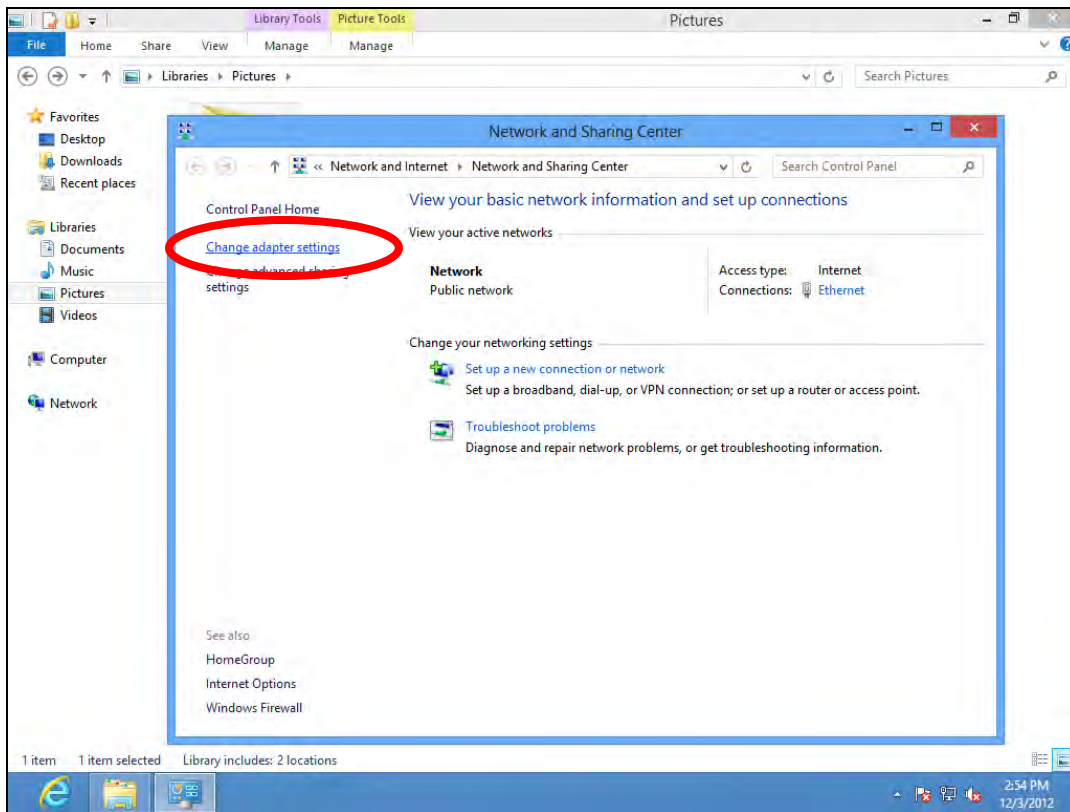 Library Tools Picture Tools Pictures
File Home Share View Manage Manage
Libraries Pictures Search Pictures
Favorites
Desktop
Downloads
Recent places
Libraries
Documents
Music
Pictures
Videos
Computer
Network
Network and Sharing Center
« Network and Internet Network and Sharing Center Search Control Panel
Control Panel Home
Change adapter settings
Change advanced sharing
settings
View your basic network information and set up connections
View your active networks
Network
Public network
Access type: Internet
Connections: Ethernet
Change your networking settings
Set up a new connection or network
Set up a broadband, dial-up, or VPN connection; or set up a router or access point.
Troubleshoot problems
Diagnose and repair network problems, or get troubleshooting information.
See also
HomeGroup
Internet Options
Windows Firewall
1 item 1 item selected Library includes: 2 locations
2:54 PM
12/3/2012